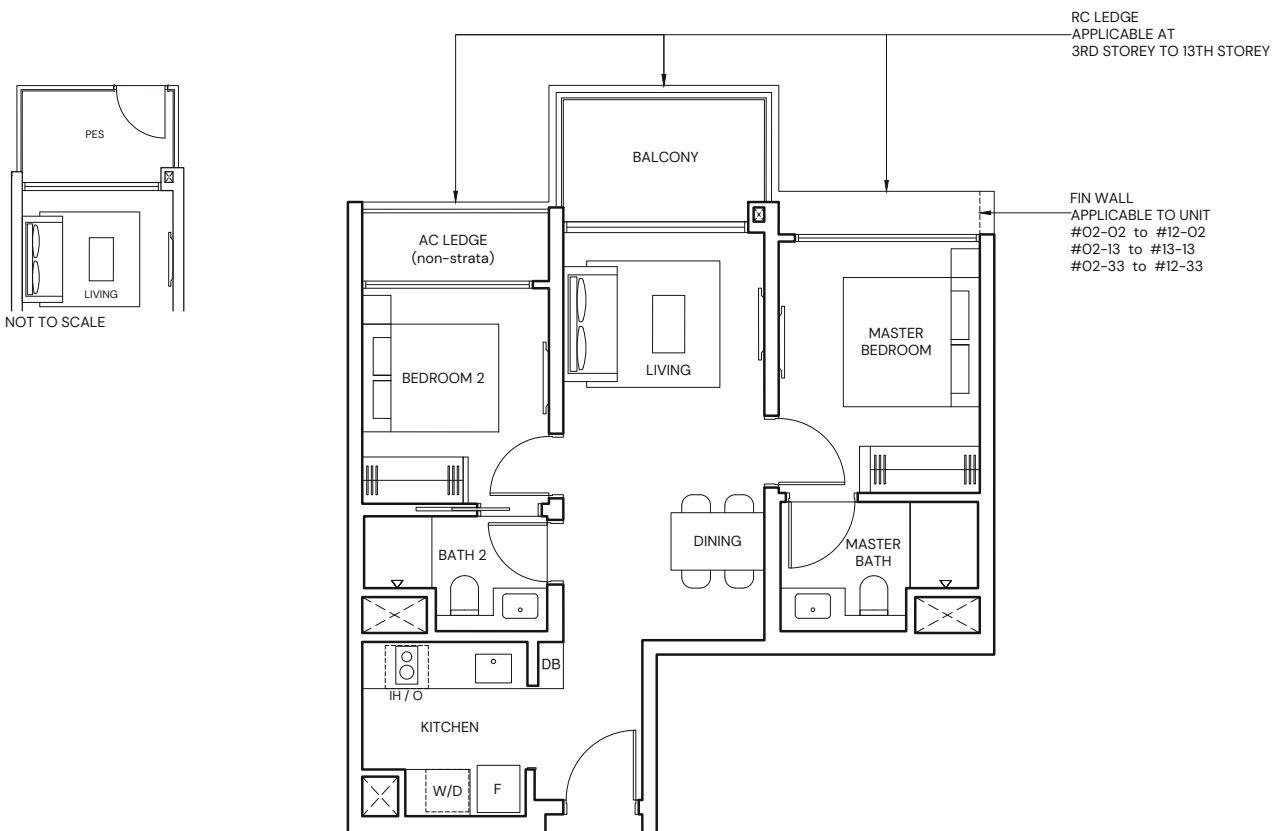 RC LEDGE
APPLICABLE AT
3RD STOREY TO 13TH STOREY
PES
LIVING
NOT TO SCALE
BALCONY
FIN WALL
APPLICABLE TO UNIT
#02-02 to #12-02
#02-13 to #13-13
#02-33 to #12-33
AC LEDGE
(non-strata)
MASTER
BEDROOM
LIVING
BEDROOM 2
DINING
BATH 2
MASTER
BATH
DB
IH / O
KITCHEN
W/D
F